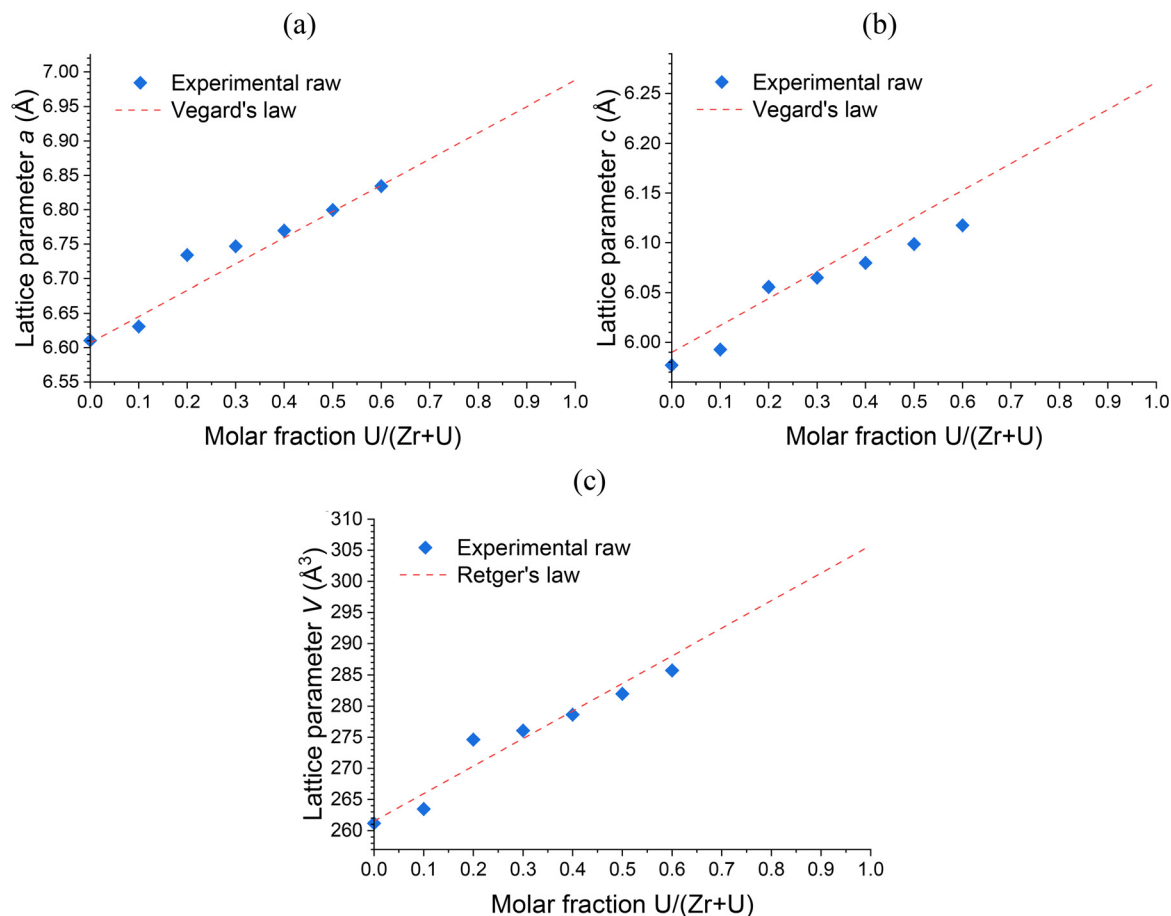 (a)
7.00
6.95
6.90
6.85
6.80
6.75
6.70
6.65
6.60
6.55
Lattice parameter a (Å)
Experimental raw
Vegard's law
0.0 0.1 0.2 0.3 0.4 0.5 0.6 0.7 0.8 0.9 1.0
Molar fraction U/(Zr+U)
(b)
6.25
6.20
6.15
6.10
6.05
6.00
Lattice parameter c (Å)
Experimental raw
Vegard's law
0.0 0.1 0.2 0.3 0.4 0.5 0.6 0.7 0.8 0.9 1.0
Molar fraction U/(Zr+U)
(c)
310
305
300
295
290
285
280
275
270
265
260
Lattice parameter V (Å³)
Experimental raw
Retger's law
0.0 0.1 0.2 0.3 0.4 0.5 0.6 0.7 0.8 0.9 1.0
Molar fraction U/(Zr+U)